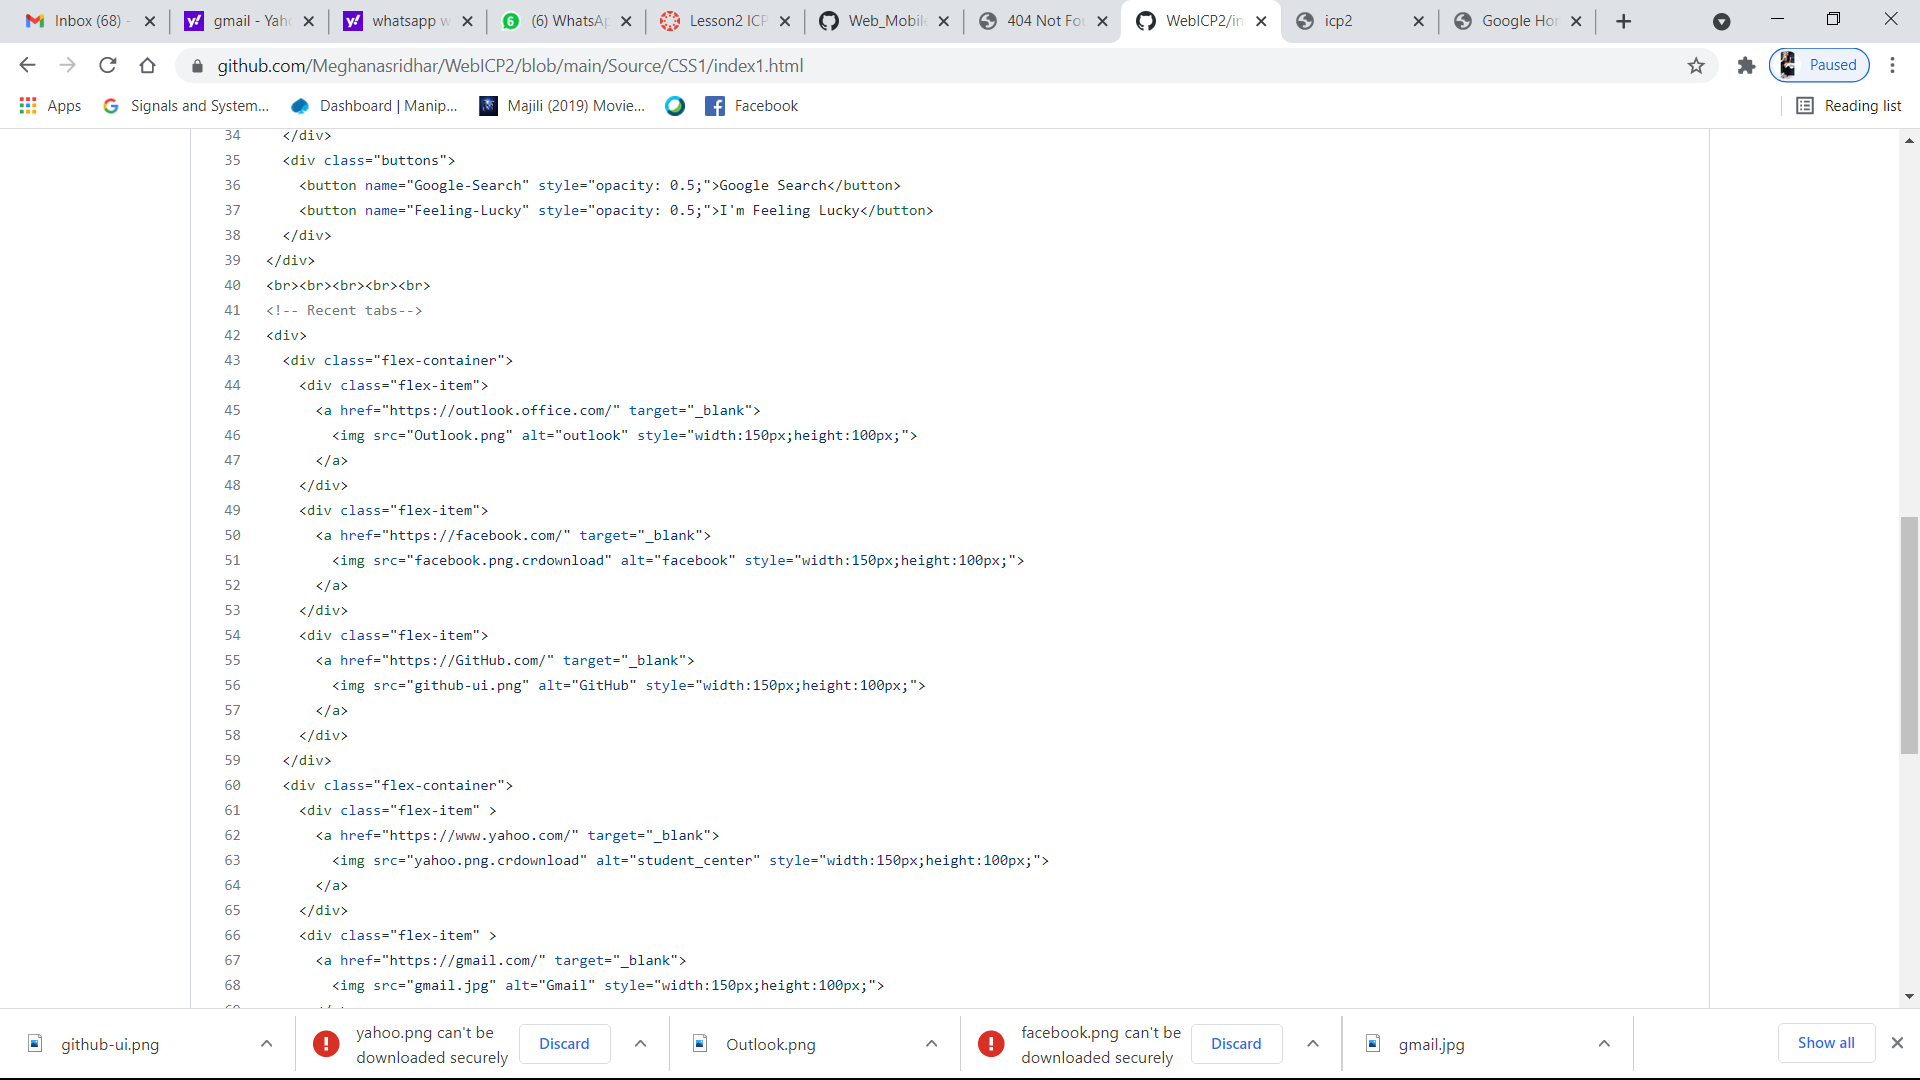 Inbox (68) -
gmail - Yah
whatsapp w
(6) WhatsAp
Lesson2 ICP
Web_Mobile
404 Not Fou
WebICP2/in
icp2
Google Hor
github.com/Meghanasridhar/WebICP2/blob/main/Source/CSS1/index1.html
Paused
Apps
Signals and System...
Dashboard | Manip...
Majili (2019) Movie...
Facebook
Reading list
34 </div>
35 <div class="buttons">
36 <button name="Google-Search" style="opacity: 0.5;">Google Search</button>
37 <button name="Feeling-Lucky" style="opacity: 0.5;">I'm Feeling Lucky</button>
38 </div>
39 </div>
40 <br><br><br><br><br>
41 <!-- Recent tabs-->
42 <div>
43 <div class="flex-container">
44 <div class="flex-item">
45 <a href="https://outlook.office.com/" target="_blank">
46 <img src="Outlook.png" alt="outlook" style="width:150px;height:100px;">
47 </a>
48 </div>
49 <div class="flex-item">
50 <a href="https://facebook.com/" target="_blank">
51 <img src="facebook.png.crdownload" alt="facebook" style="width:150px;height:100px;">
52 </a>
53 </div>
54 <div class="flex-item">
55 <a href="https://GitHub.com/" target="_blank">
56 <img src="github-ui.png" alt="GitHub" style="width:150px;height:100px;">
57 </a>
58 </div>
59 </div>
60 <div class="flex-container">
61 <div class="flex-item" >
62 <a href="https://www.yahoo.com/" target="_blank">
63 <img src="yahoo.png.crdownload" alt="student_center" style="width:150px;height:100px;">
64 </a>
65 </div>
66 <div class="flex-item" >
67 <a href="https://gmail.com/" target="_blank">
68 <img src="gmail.jpg" alt="Gmail" style="width:150px;height:100px;">
github-ui.png
yahoo.png can't be
downloaded securely
Discard
Outlook.png
facebook.png can't be
downloaded securely
Discard
gmail.jpg
Show all